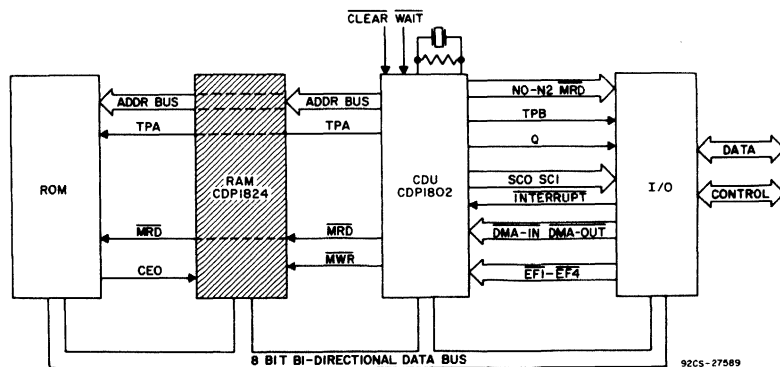 CLEAR WAIT
ADDR BUS
ADDR BUS
NO-N2 MRD
TPA
TPA
TPB
Q
ROM
RAM
CDP1824
CDU
CDP1802
SCO SCI
I/O
DATA
CONTROL
INTERRUPT
MRD
MRD
DMA-IN DMA-OUT
MWR
CEO
EF1-EF4
8 BIT BI-DIRECTIONAL DATA BUS
92CS-27589